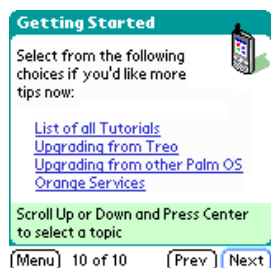 Getting Started
Select from the following
choices if you'd like more
tips now:
List of all Tutorials
Upgrading from Treo
Upgrading from other Palm OS
Orange Services
Scroll Up or Down and Press Center
to select a topic
Menu 10 of 10 Prev Next